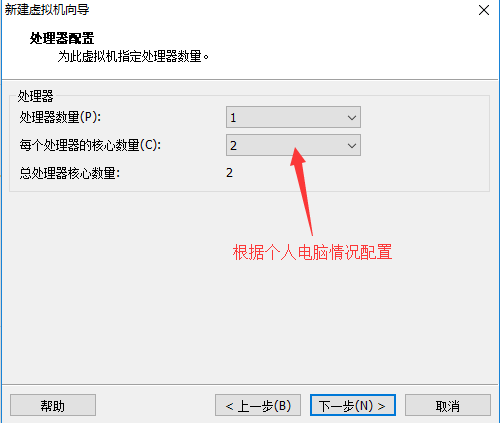 新建虚拟机向导
处理器配置
为此虚拟机指定处理器数量。
处理器
处理器数量(P): 1
每个处理器的核心数量(C): 2
总处理器核心数量: 2
根据个人电脑情况配置
帮助 < 上一步(B) 下一步(N) > 取消